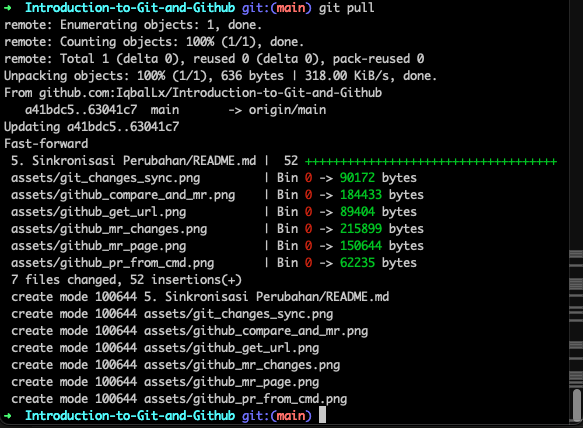 ➜ Introduction-to-Git-and-Github git:(main) git pull
remote: Enumerating objects: 1, done.
remote: Counting objects: 100% (1/1), done.
remote: Total 1 (delta 0), reused 0 (delta 0), pack-reused 0
Unpacking objects: 100% (1/1), 636 bytes | 318.00 KiB/s, done.
From github.com:IqbalLx/Introduction-to-Git-and-Github
   a41bdc5..63041c7  main       -> origin/main
Updating a41bdc5..63041c7
Fast-forward
 5. Sinkronisasi Perubahan/README.md |  52 +++++++++++++++++++++++++++++++++++
 assets/git_changes_sync.png         | Bin 0 -> 90172 bytes
 assets/github_compare_and_mr.png    | Bin 0 -> 184433 bytes
 assets/github_get_url.png           | Bin 0 -> 89404 bytes
 assets/github_mr_changes.png        | Bin 0 -> 215899 bytes
 assets/github_mr_page.png           | Bin 0 -> 150644 bytes
 assets/github_pr_from_cmd.png       | Bin 0 -> 62235 bytes
 7 files changed, 52 insertions(+)
 create mode 100644 5. Sinkronisasi Perubahan/README.md
 create mode 100644 assets/git_changes_sync.png
 create mode 100644 assets/github_compare_and_mr.png
 create mode 100644 assets/github_get_url.png
 create mode 100644 assets/github_mr_changes.png
 create mode 100644 assets/github_mr_page.png
 create mode 100644 assets/github_pr_from_cmd.png
➜ Introduction-to-Git-and-Github git:(main)